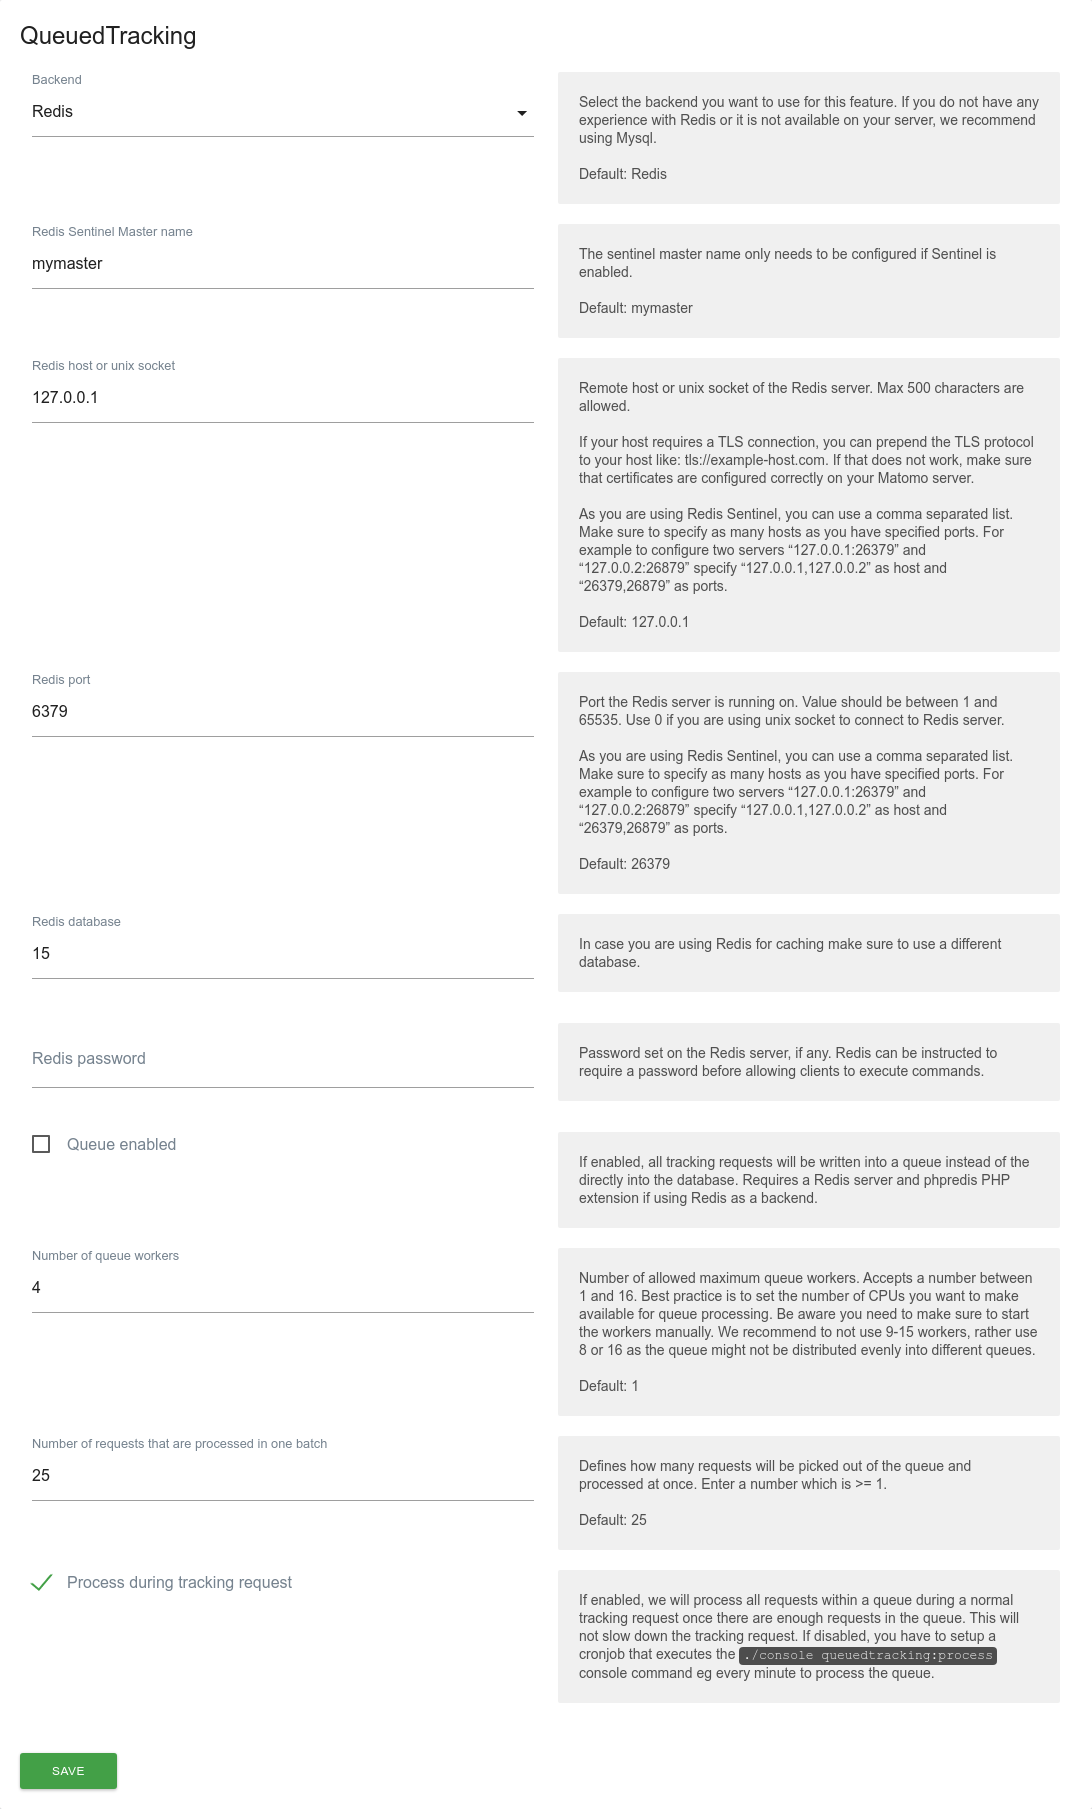 QueuedTracking
Backend
Redis
Select the backend you want to use for this feature. If you do not have any
experience with Redis or it is not available on your server, we recommend
using Mysql.
Default: Redis
Redis Sentinel Master name
mymaster
The sentinel master name only needs to be configured if Sentinel is
enabled.
Default: mymaster
Redis host or unix socket
127.0.0.1
Remote host or unix socket of the Redis server. Max 500 characters are
allowed.
If your host requires a TLS connection, you can prepend the TLS protocol
to your host like: tls://example-host.com. If that does not work, make sure
that certificates are configured correctly on your Matomo server.
As you are using Redis Sentinel, you can use a comma separated list.
Make sure to specify as many hosts as you have specified ports. For
example to configure two servers “127.0.0.1:26379” and
“127.0.0.2:26879” specify “127.0.0.1,127.0.0.2” as host and
“26379,26879” as ports.
Default: 127.0.0.1
Redis port
6379
Port the Redis server is running on. Value should be between 1 and
65535. Use 0 if you are using unix socket to connect to Redis server.
As you are using Redis Sentinel, you can use a comma separated list.
Make sure to specify as many hosts as you have specified ports. For
example to configure two servers “127.0.0.1:26379” and
“127.0.0.2:26879” specify “127.0.0.1,127.0.0.2” as host and
“26379,26879” as ports.
Default: 26379
Redis database
15
In case you are using Redis for caching make sure to use a different
database.
Redis password
Password set on the Redis server, if any. Redis can be instructed to
require a password before allowing clients to execute commands.
Queue enabled
If enabled, all tracking requests will be written into a queue instead of the
directly into the database. Requires a Redis server and phpredis PHP
extension if using Redis as a backend.
Number of queue workers
4
Number of allowed maximum queue workers. Accepts a number between
1 and 16. Best practice is to set the number of CPUs you want to make
available for queue processing. Be aware you need to make sure to start
the workers manually. We recommend to not use 9-15 workers, rather use
8 or 16 as the queue might not be distributed evenly into different queues.
Default: 1
Number of requests that are processed in one batch
25
Defines how many requests will be picked out of the queue and
processed at once. Enter a number which is >= 1.
Default: 25
Process during tracking request
If enabled, we will process all requests within a queue during a normal
tracking request once there are enough requests in the queue. This will
not slow down the tracking request. If disabled, you have to setup a
cronjob that executes the ./console queuedtracking:process
console command eg every minute to process the queue.
SAVE